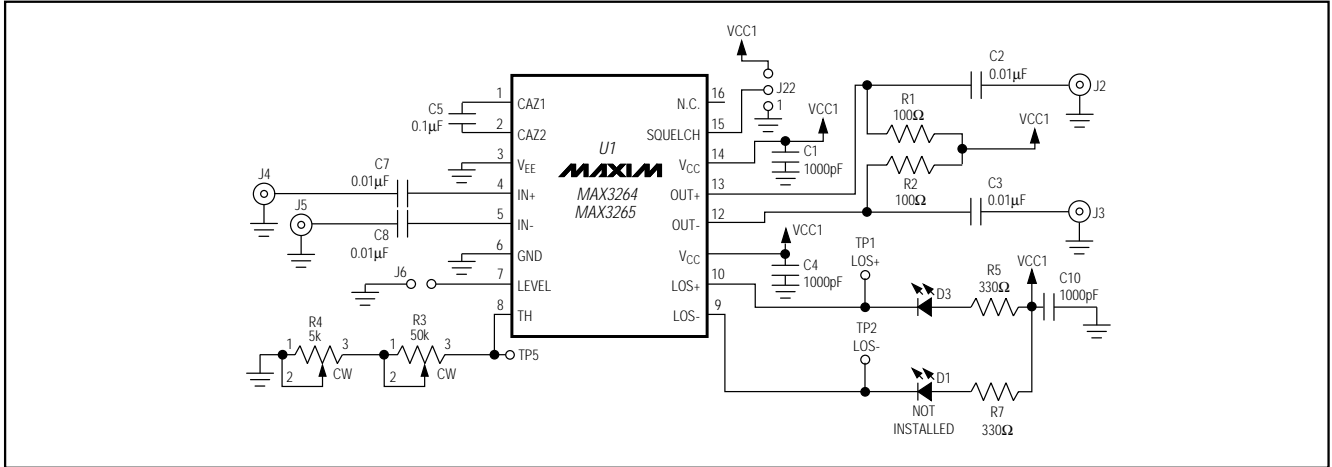 VCC1
J22
1
1
CAZ1
C5
0.1μF
2
CAZ2
3
VEE
C7
0.01μF
4
IN+
J4
J5
5
IN-
C8
0.01μF
6
GND
J6
7
LEVEL
8
TH
R4
5k
1
3
2
CW
R3
50k
1
3
2
CW
TP5
U1
MAXIM
MAX3264
MAX3265
16
N.C.
15
SQUELCH
14
VCC
VCC1
C1
1000pF
13
OUT+
12
OUT-
VCC
VCC1
C4
1000pF
10
LOS+
9
LOS-
C2
0.01μF
J2
R1
100Ω
VCC1
R2
100Ω
C3
0.01μF
J3
TP1
LOS+
D3
R5
330Ω
VCC1
C10
1000pF
TP2
LOS-
D1
NOT
INSTALLED
R7
330Ω